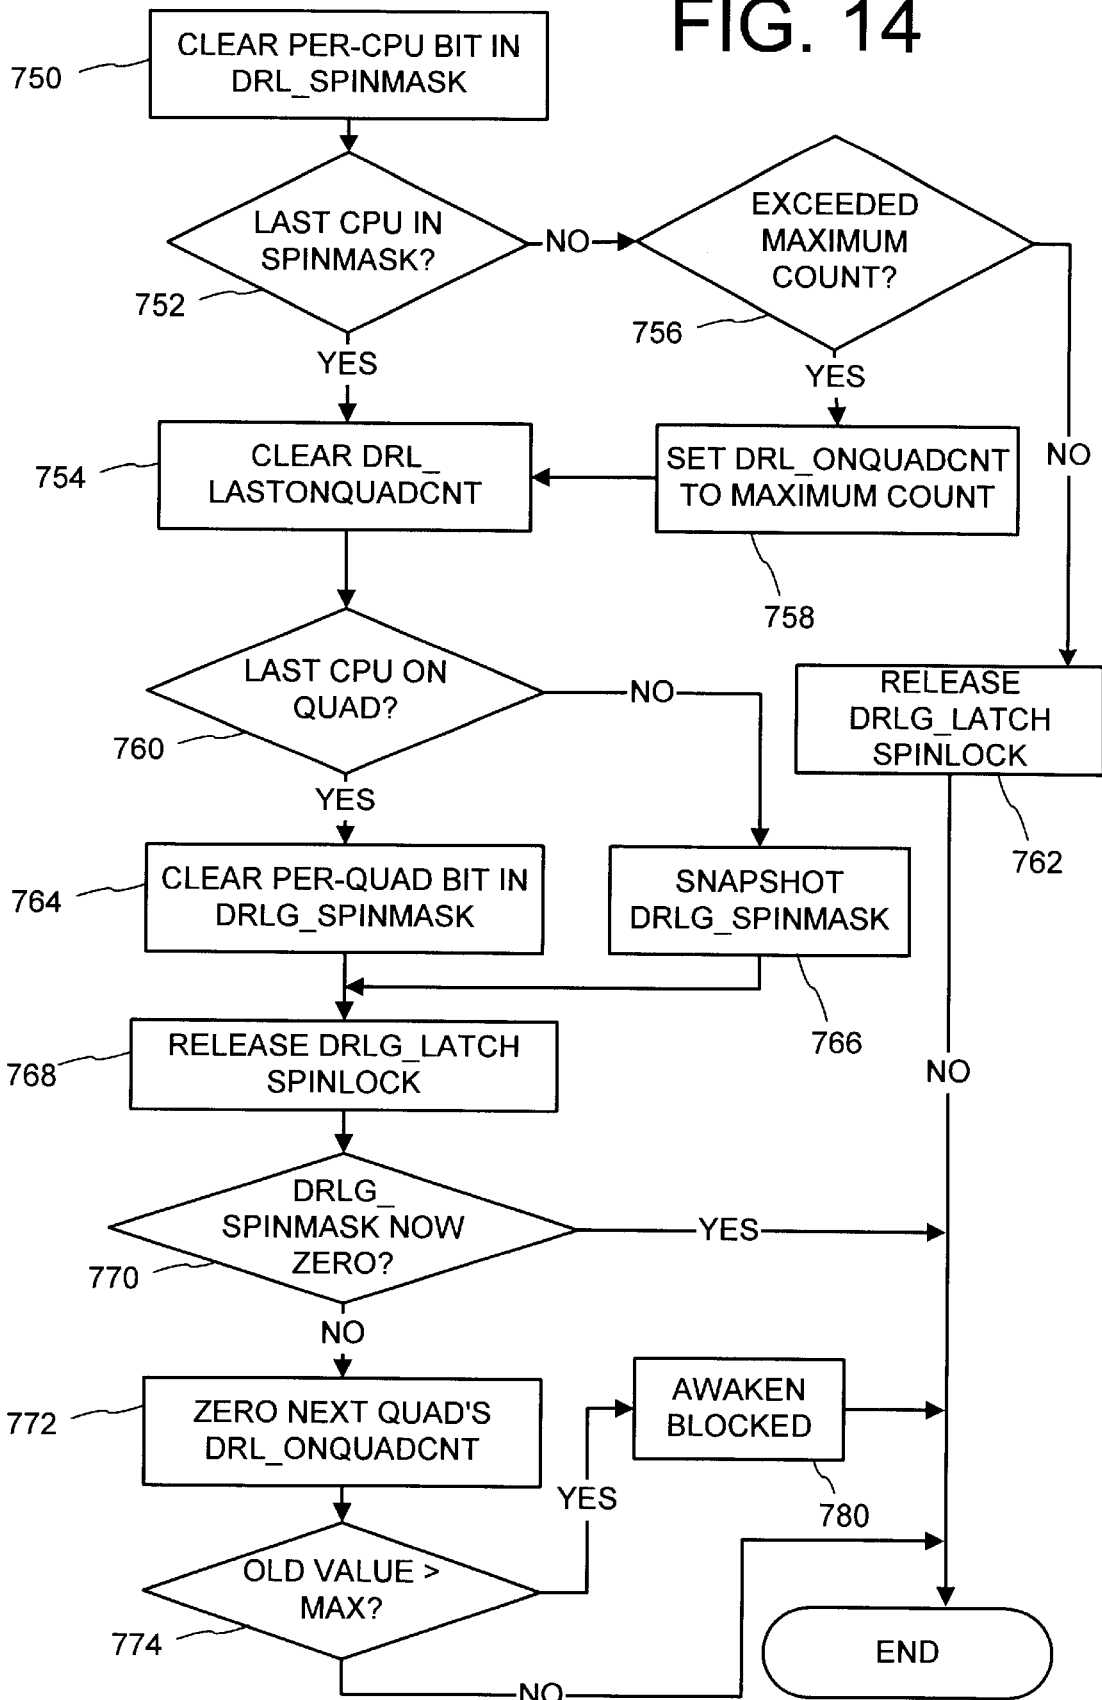 FIG. 14
CLEAR PER-CPU BIT IN
DRL_SPINMASK
750
LAST CPU IN
SPINMASK?
752
NO
EXCEEDED
MAXIMUM
COUNT?
756
YES
YES
NO
CLEAR DRL_
LASTONQUADCNT
754
SET DRL_ONQUADCNT
TO MAXIMUM COUNT
758
LAST CPU ON
QUAD?
760
NO
YES
RELEASE
DRLG_LATCH
SPINLOCK
762
CLEAR PER-QUAD BIT IN
DRLG_SPINMASK
764
SNAPSHOT
DRLG_SPINMASK
766
RELEASE DRLG_LATCH
SPINLOCK
768
NO
DRLG_
SPINMASK NOW
ZERO?
770
YES
NO
ZERO NEXT QUAD'S
DRL_ONQUADCNT
772
AWAKEN
BLOCKED
780
YES
OLD VALUE >
MAX?
774
NO
END